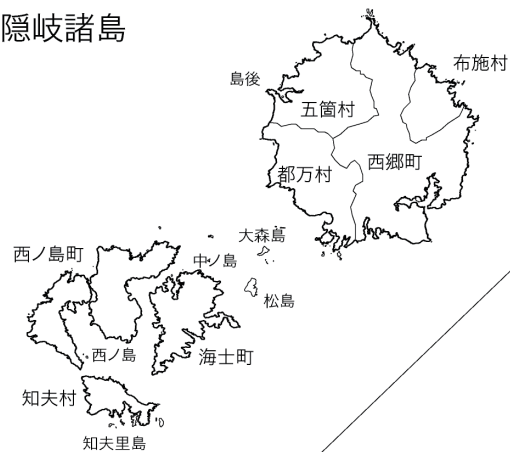 隠岐諸島
布施村
島後
五箇村
西郷町
都万村
大森島
西ノ島町
中ノ島
松島
西ノ島
海士町
知夫村
知夫里島